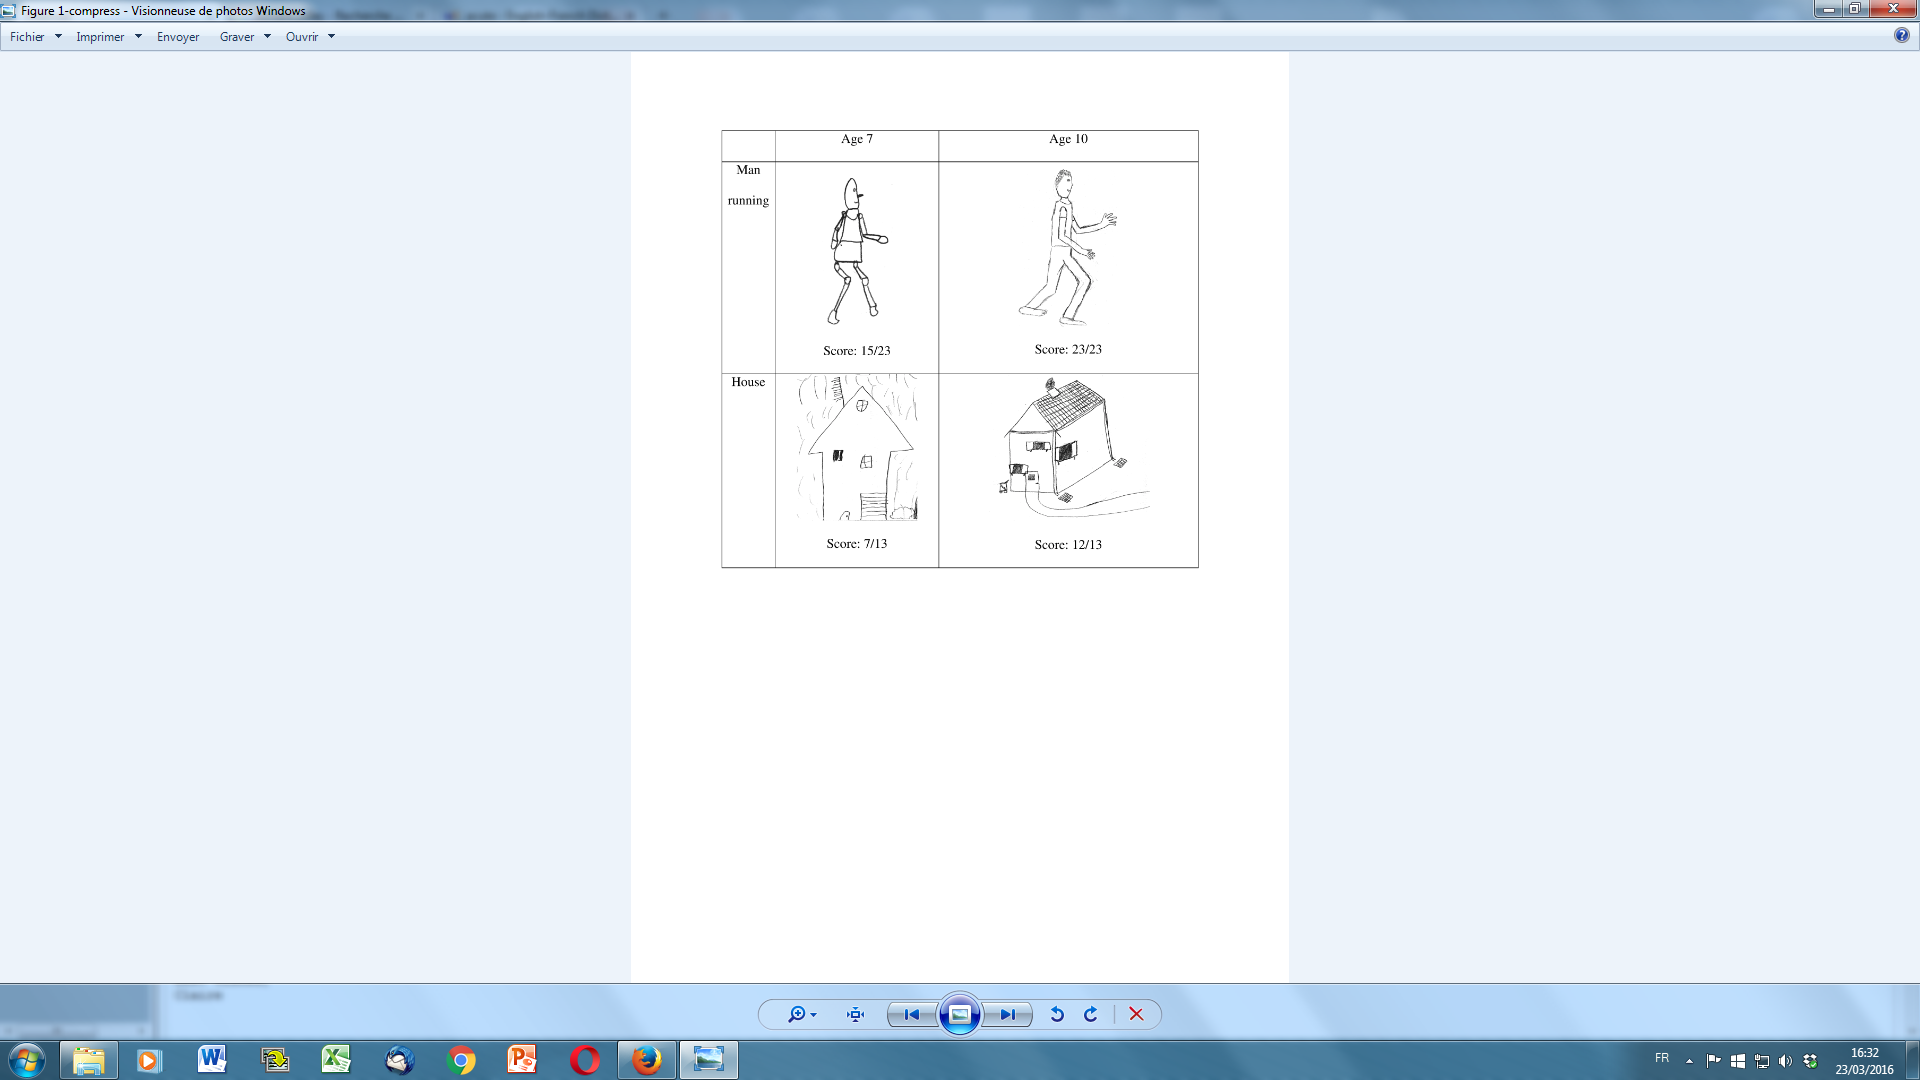 Figure 1-compress - Visionneuse de photos Windows
Fichier Imprimer Envoyer Graver Ouvrir
Age 7 Age 10
Man
running
Score: 15/23 Score: 23/23
House
Score: 7/13 Score: 12/13
Claire
FR
16:32
23/03/2016